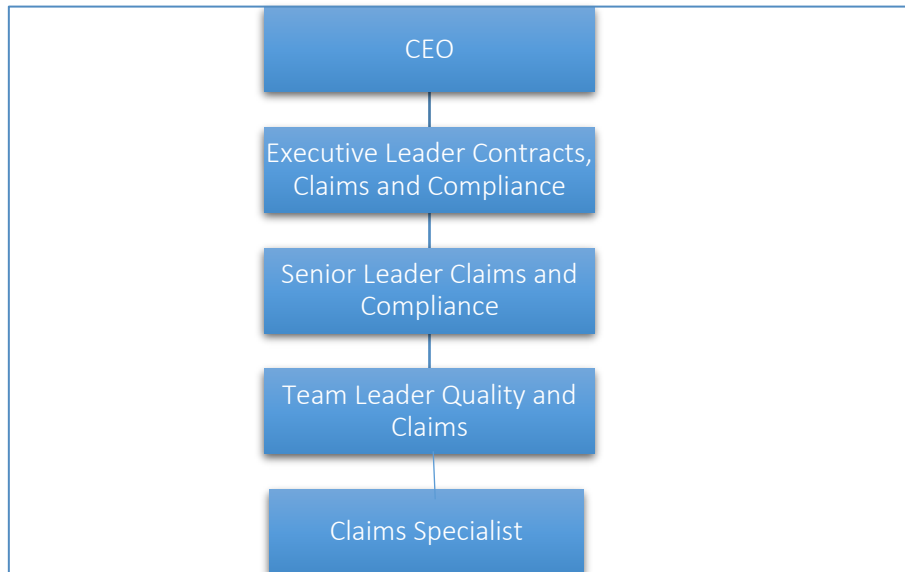 CEO
Executive Leader Contracts,
Claims and Compliance
Senior Leader Claims and
Compliance
Team Leader Quality and
Claims
Claims Specialist